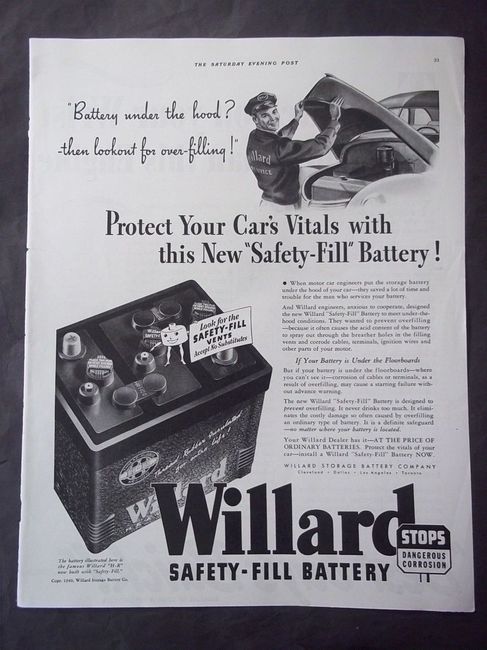 THE SATURDAY EVENING POST
33
"Battery under the hood?
-then lookout for over-filling!"
Willard
SERVICE
Protect Your Car's Vitals with
this New "Safety-Fill" Battery!
● When motor car engineers put the storage battery
under the hood of your car—they saved a lot of time and
trouble for the man who services your battery.
And Willard engineers, anxious to cooperate, designed
the new Willard "Safety-Fill" Battery to meet under-the-
hood conditions. They wanted to prevent overfilling
—because it often causes the acid content of the battery
to spray out through the breather holes in the filling
vents and corrode cables, terminals, ignition wires and
other parts of your motor.
If Your Battery is Under the Floorboards
But if your battery is under the floorboards—where
you can't see it—corrosion of cables or terminals, as a
result of overfilling, may cause a starting failure with-
out advance warning.
The new Willard "Safety-Fill" Battery is designed to
prevent overfilling. It never drinks too much. It elimi-
nates the costly damage so often caused by overfilling
an ordinary type of battery. It is a definite safeguard
—no matter where your battery is located.
Your Willard Dealer has it—AT THE PRICE OF
ORDINARY BATTERIES. Protect the vitals of your
car—install a Willard "Safety-Fill" Battery NOW.
WILLARD STORAGE BATTERY COMPANY
Cleveland • Dallas • Los Angeles • Toronto
Look for the
SAFETY-FILL
VENTS
Accept No Substitutes
Thread Rubber Insulated
Willard
Willard
SAFETY-FILL BATTERY
STOPS
DANGEROUS
CORROSION
The battery illustrated here is
the famous Willard "H-R"
now built with "Safety-Fill."
Copr. 1940, Willard Storage Battery Co.